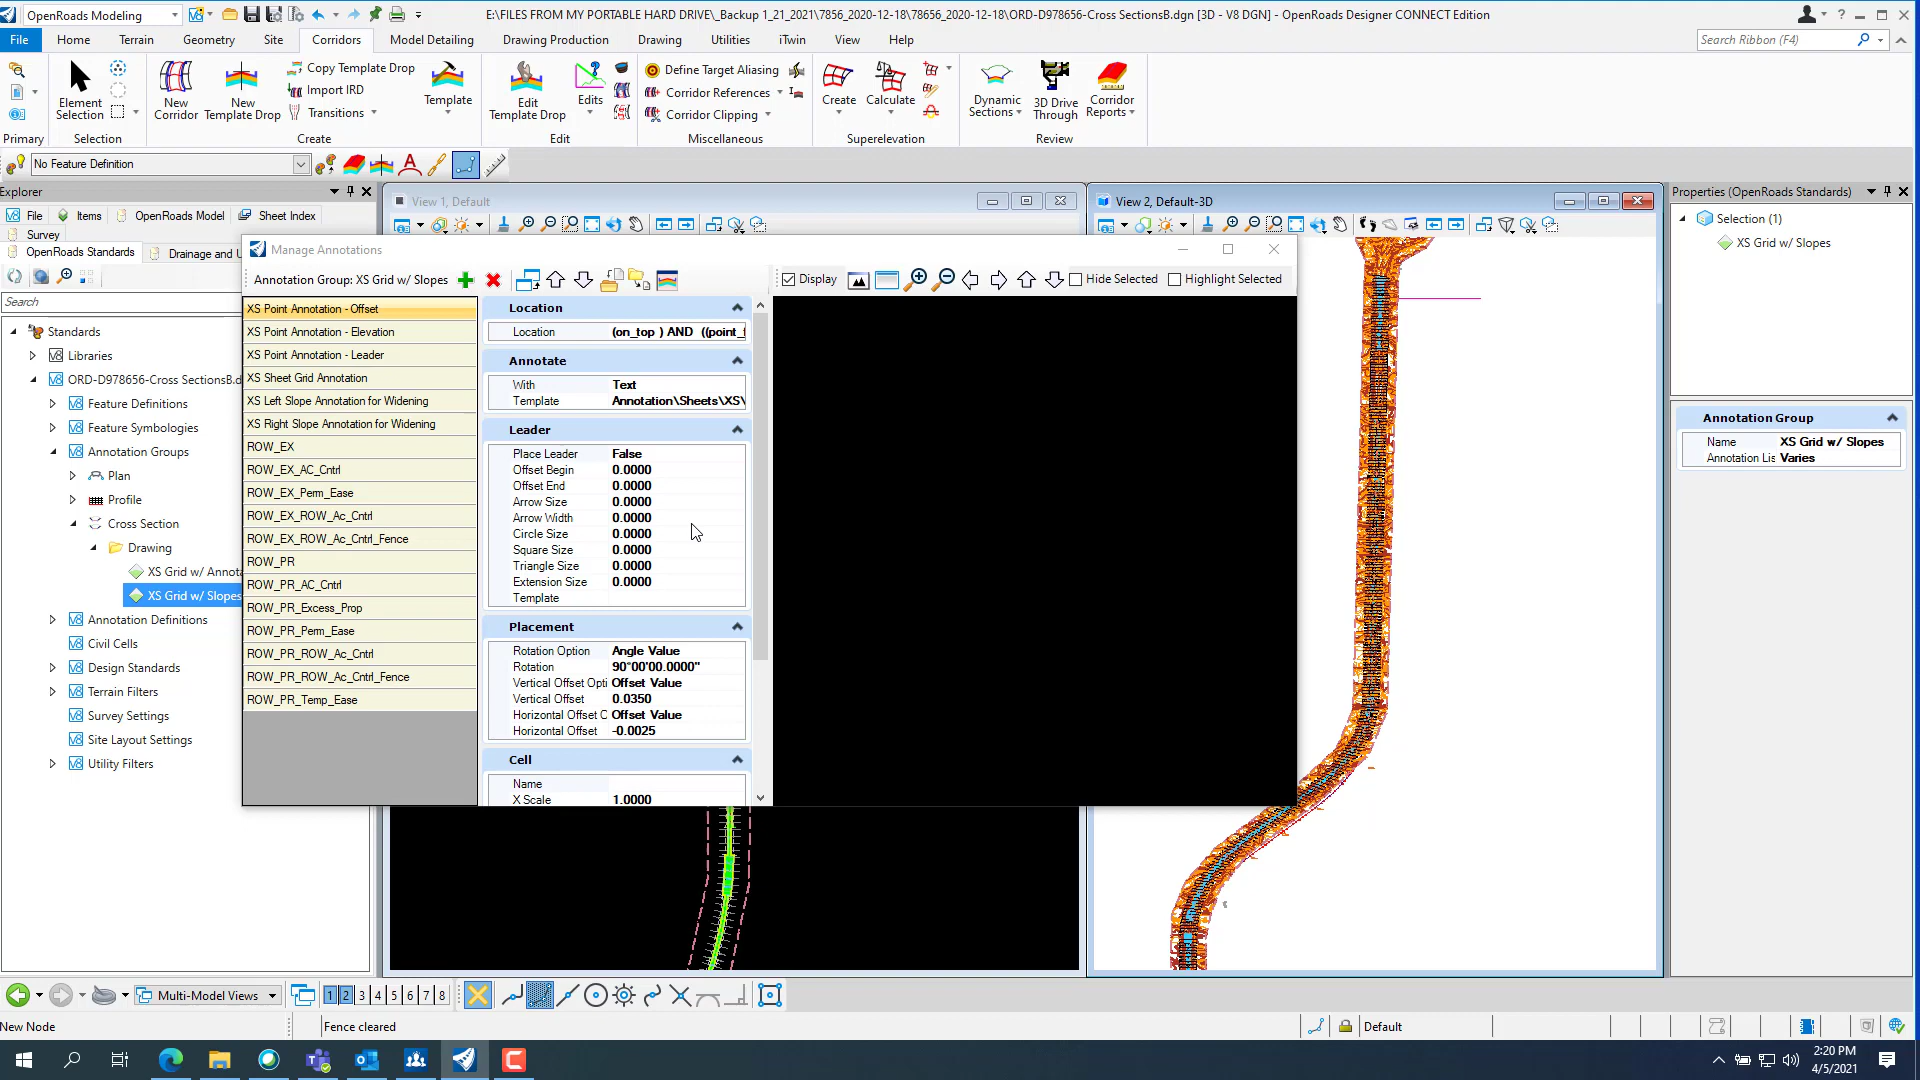 OpenRoads Modeling
E:\FILES FROM MY PORTABLE HARD DRIVE\_Backup 1_21_2021\7856_2020-12-18\78656_2020-12-18\ORD-D978656-Cross SectionsB.dgn [3D - V8 DGN] - OpenRoads Designer CONNECT Edition
File Home Terrain Geometry Site Corridors Model Detailing Drawing Production Drawing Utilities iTwin View Help
Search Ribbon (F4)
Element Selection
New Corridor
New Template Drop
Copy Template Drop
Import IRD
Transitions
Template
Edit Template Drop
Edits
Define Target Aliasing
Corridor References
Corridor Clipping
Create
Calculate
Dynamic Sections
3D Drive Through
Corridor Reports
Primary Selection Create Edit Miscellaneous Superelevation Review
No Feature Definition
Explorer
File Items OpenRoads Model Sheet Index
Survey
OpenRoads Standards Drainage and U
Search
Standards
Libraries
ORD-D978656-Cross SectionsB.d
Feature Definitions
Feature Symbologies
Annotation Groups
Plan
Profile
Cross Section
Drawing
XS Grid w/ Annota
XS Grid w/ Slopes
Annotation Definitions
Civil Cells
Design Standards
Terrain Filters
Survey Settings
Site Layout Settings
Utility Filters
View 1, Default
View 2, Default-3D
Manage Annotations
Annotation Group: XS Grid w/ Slopes
Display
Hide Selected
Highlight Selected
XS Point Annotation - Offset
XS Point Annotation - Elevation
XS Point Annotation - Leader
XS Sheet Grid Annotation
XS Left Slope Annotation for Widening
XS Right Slope Annotation for Widening
ROW_EX
ROW_EX_AC_Cntrl
ROW_EX_Perm_Ease
ROW_EX_ROW_Ac_Cntrl
ROW_EX_ROW_Ac_Cntrl_Fence
ROW_PR
ROW_PR_AC_Cntrl
ROW_PR_Excess_Prop
ROW_PR_Perm_Ease
ROW_PR_ROW_Ac_Cntrl
ROW_PR_ROW_Ac_Cntrl_Fence
ROW_PR_Temp_Ease
Location
Location (on_top ) AND ((point_f
Annotate
With Text
Template Annotation\Sheets\XS\
Leader
Place Leader False
Offset Begin 0.0000
Offset End 0.0000
Arrow Size 0.0000
Arrow Width 0.0000
Circle Size 0.0000
Square Size 0.0000
Triangle Size 0.0000
Extension Size 0.0000
Template
Placement
Rotation Option Angle Value
Rotation 90°00'00.0000"
Vertical Offset Opti Offset Value
Vertical Offset 0.0350
Horizontal Offset O Offset Value
Horizontal Offset -0.0025
Cell
Name
X Scale 1.0000
Properties (OpenRoads Standards)
Selection (1)
XS Grid w/ Slopes
Annotation Group
Name XS Grid w/ Slopes
Annotation Lis Varies
Multi-Model Views
1 2 3 4 5 6 7 8
New Node
Fence cleared
Default
2:20 PM
4/5/2021